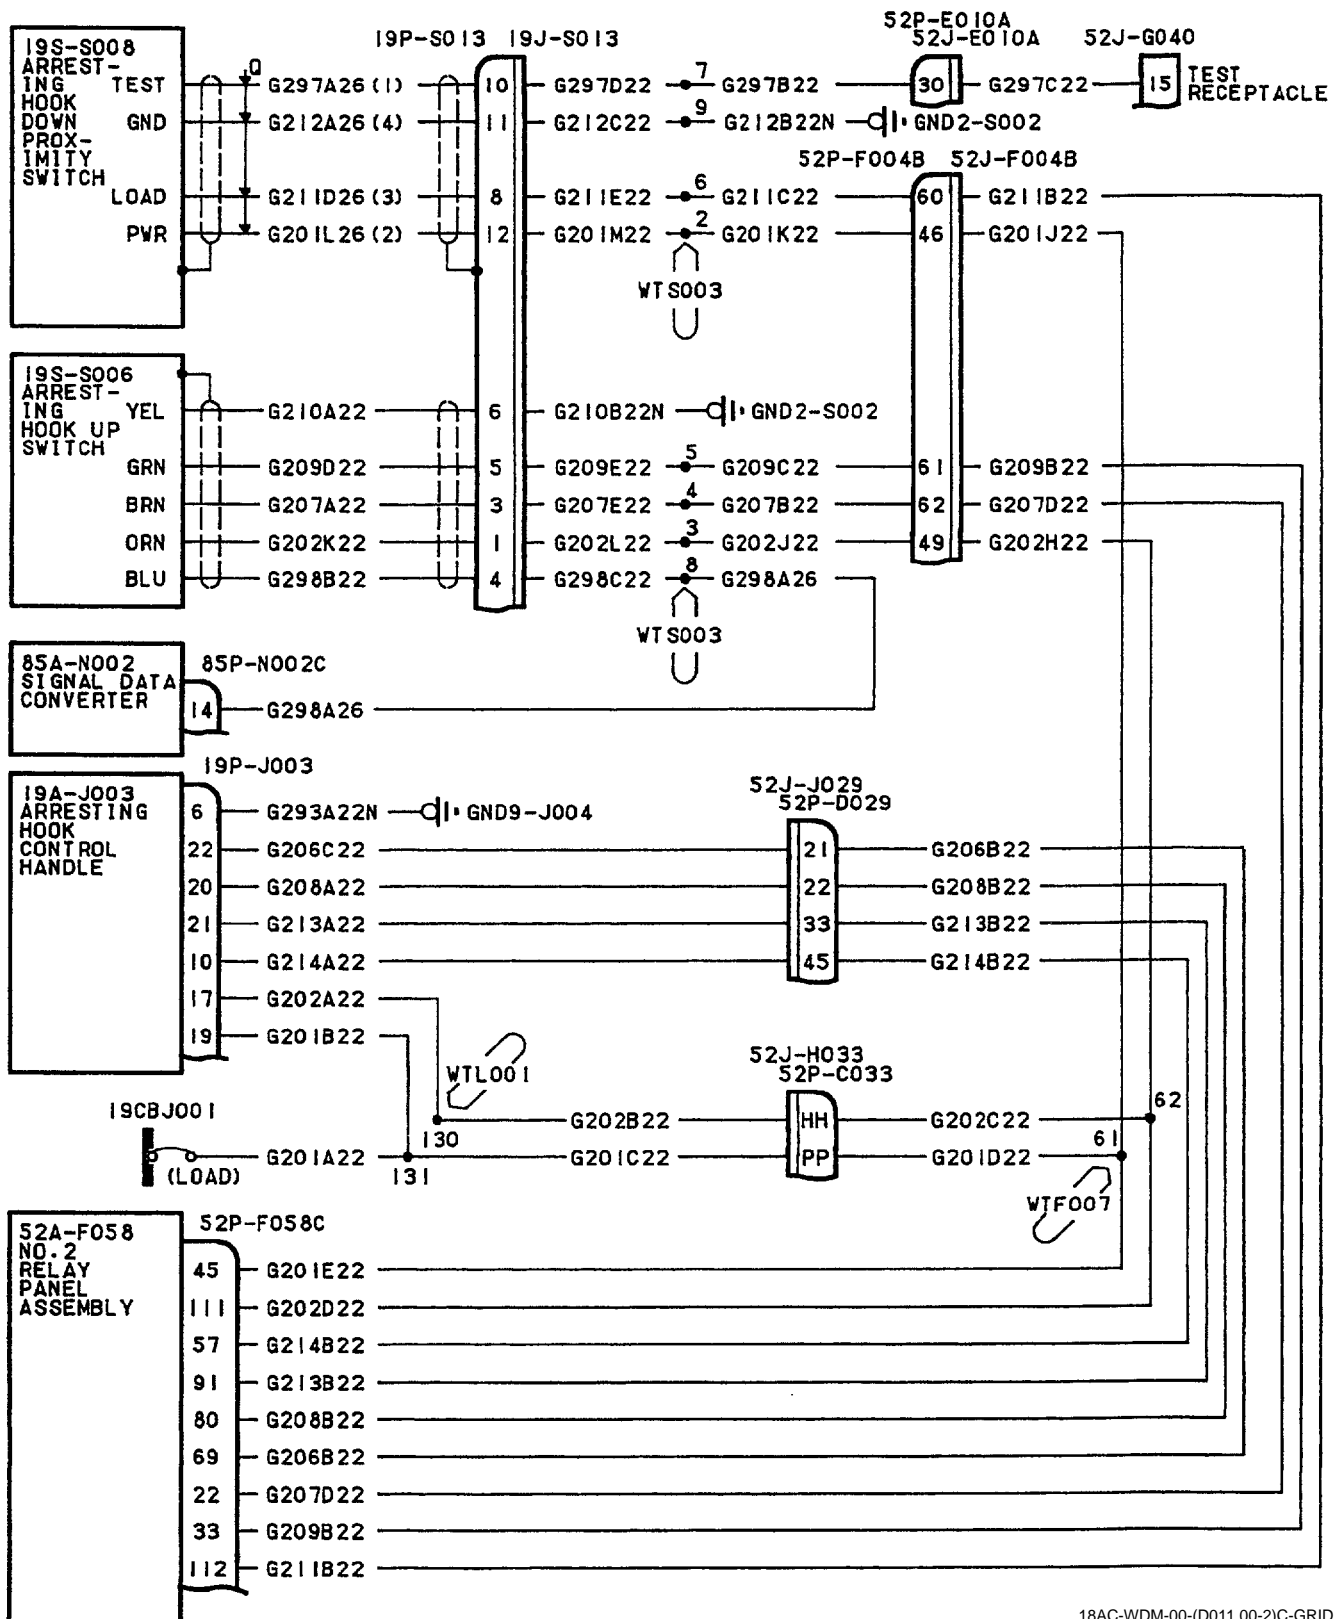 52P-E010A
19P-S013 19J-S013 52J-E010A 52J-G040
19S-S008
ARREST-
ING
HOOK
DOWN
PROX-
IMITY
SWITCH
TEST Q G297A26(1) 10 G297D22 7 G297B22 30 G297C22 15 TEST
RECEPTACLE
GND G212A26(4) 11 G212C22 9 G212B22N GND2-S002
52P-F004B 52J-F004B
LOAD G211D26(3) 8 G211E22 6 G211C22 60 G211B22
PWR G201L26(2) 12 G201M22 2 G201K22 46 G201J22
WTS003
19S-S006
ARREST-
ING
HOOK UP
SWITCH
YEL G210A22 6 G210B22N GND2-S002
GRN G209D22 5 G209E22 5 G209C22 61 G209B22
BRN G207A22 3 G207E22 4 G207B22 62 G207D22
ORN G202K22 1 G202L22 3 G202J22 49 G202H22
BLU G298B22 4 G298C22 8 G298A26
WTS003
85A-N002
SIGNAL DATA
CONVERTER
85P-N002C
14 G298A26
19P-J003
19A-J003
ARRESTING
HOOK
CONTROL
HANDLE
52J-J029
52P-D029
6 G293A22N GND9-J004
22 G206C22 21 G206B22
20 G208A22 22 G208B22
21 G213A22 33 G213B22
10 G214A22 45 G214B22
17 G202A22
19 G201B22
WTL001
52J-H033
52P-C033
19CBJ001
130 G202B22 HH G202C22 62
(LOAD) G201A22 131 G201C22 PP G201D22 61
WTF007
52A-F058
NO.2
RELAY
PANEL
ASSEMBLY
52P-F058C
45 G201E22
111 G202D22
57 G214B22
91 G213B22
80 G208B22
69 G206B22
22 G207D22
33 G209B22
112 G211B22
18AC-WDM-00-(D011.00-2)C-GRID